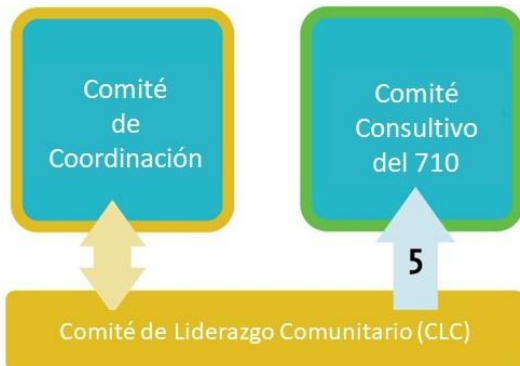 Comité
de
Coordinación
Comité
Consultivo
del 710
5
Comité de Liderazgo Comunitario (CLC)